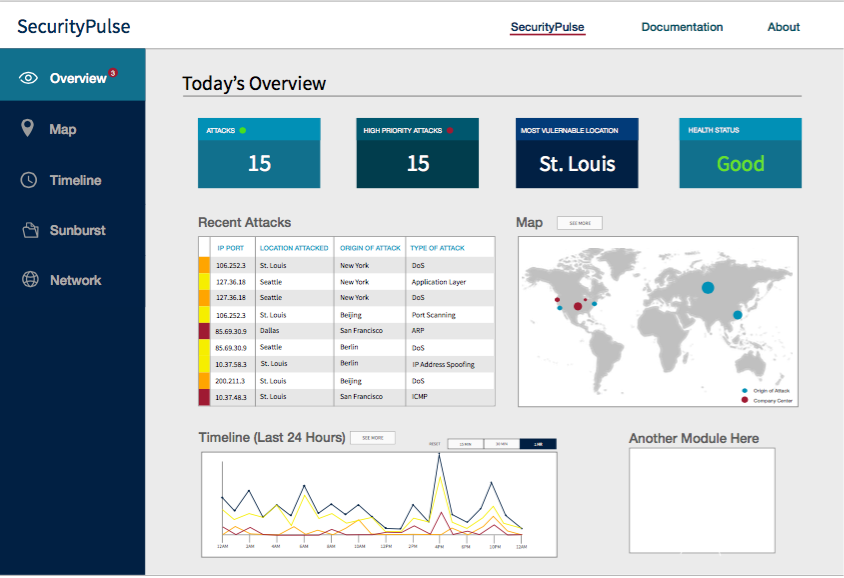 SecurityPulse
SecurityPulse Documentation About
Overview 3
Map
Timeline
Sunburst
Network
Today's Overview
ATTACKS
15
HIGH PRIORITY ATTACKS
15
MOST VULERNABLE LOCATION
St. Louis
HEALTH STATUS
Good
Recent Attacks
IP PORT LOCATION ATTACKED ORIGIN OF ATTACK TYPE OF ATTACK
106.252.3 St. Louis New York DoS
127.36.18 Seattle New York Application Layer
127.36.18 Seattle New York DoS
106.252.3 St. Louis Beijing Port Scanning
85.69.30.9 Dallas San Francisco ARP
85.69.30.9 Seattle Berlin DoS
10.37.58.3 St. Louis Berlin IP Address Spoofing
200.211.3 St. Louis Beijing DoS
10.37.48.3 St. Louis San Francisco ICMP
Map SEE MORE
Origin of Attack
Company Center
Timeline (Last 24 Hours) SEE MORE
RESET 30 MIN 1 HR
12AM 2AM 4AM 6AM 8AM 10AM 12PM 2PM 4PM 10PM 12AM
Another Module Here